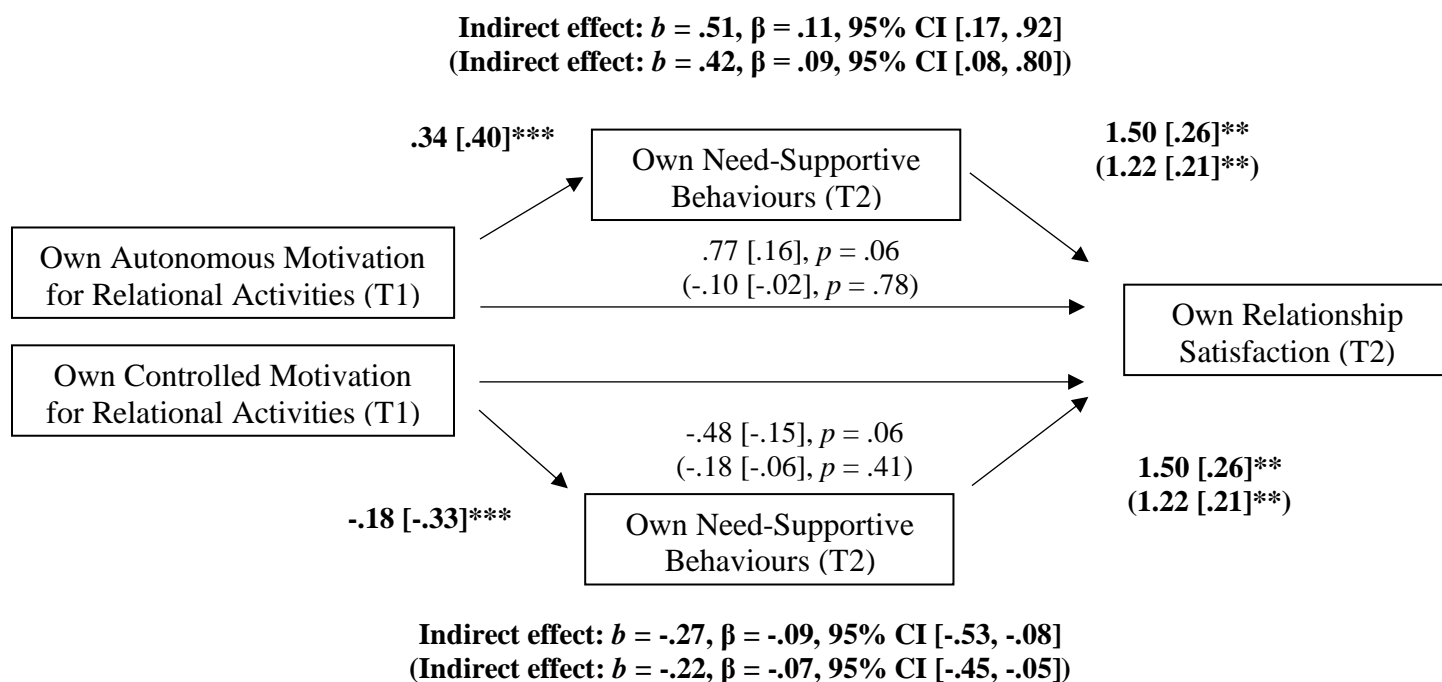 Indirect effect: b = .51, β = .11, 95% CI [.17, .92]
(Indirect effect: b = .42, β = .09, 95% CI [.08, .80])
.34 [.40]***
1.50 [.26]**
(1.22 [.21]**)
Own Need-Supportive
Behaviours (T2)
Own Autonomous Motivation
for Relational Activities (T1)
.77 [.16], p = .06
(-.10 [-.02], p = .78)
Own Relationship
Satisfaction (T2)
Own Controlled Motivation
for Relational Activities (T1)
-.48 [-.15], p = .06
(-.18 [-.06], p = .41)
1.50 [.26]**
(1.22 [.21]**)
-.18 [-.33]***
Own Need-Supportive
Behaviours (T2)
Indirect effect: b = -.27, β = -.09, 95% CI [-.53, -.08]
(Indirect effect: b = -.22, β = -.07, 95% CI [-.45, -.05])